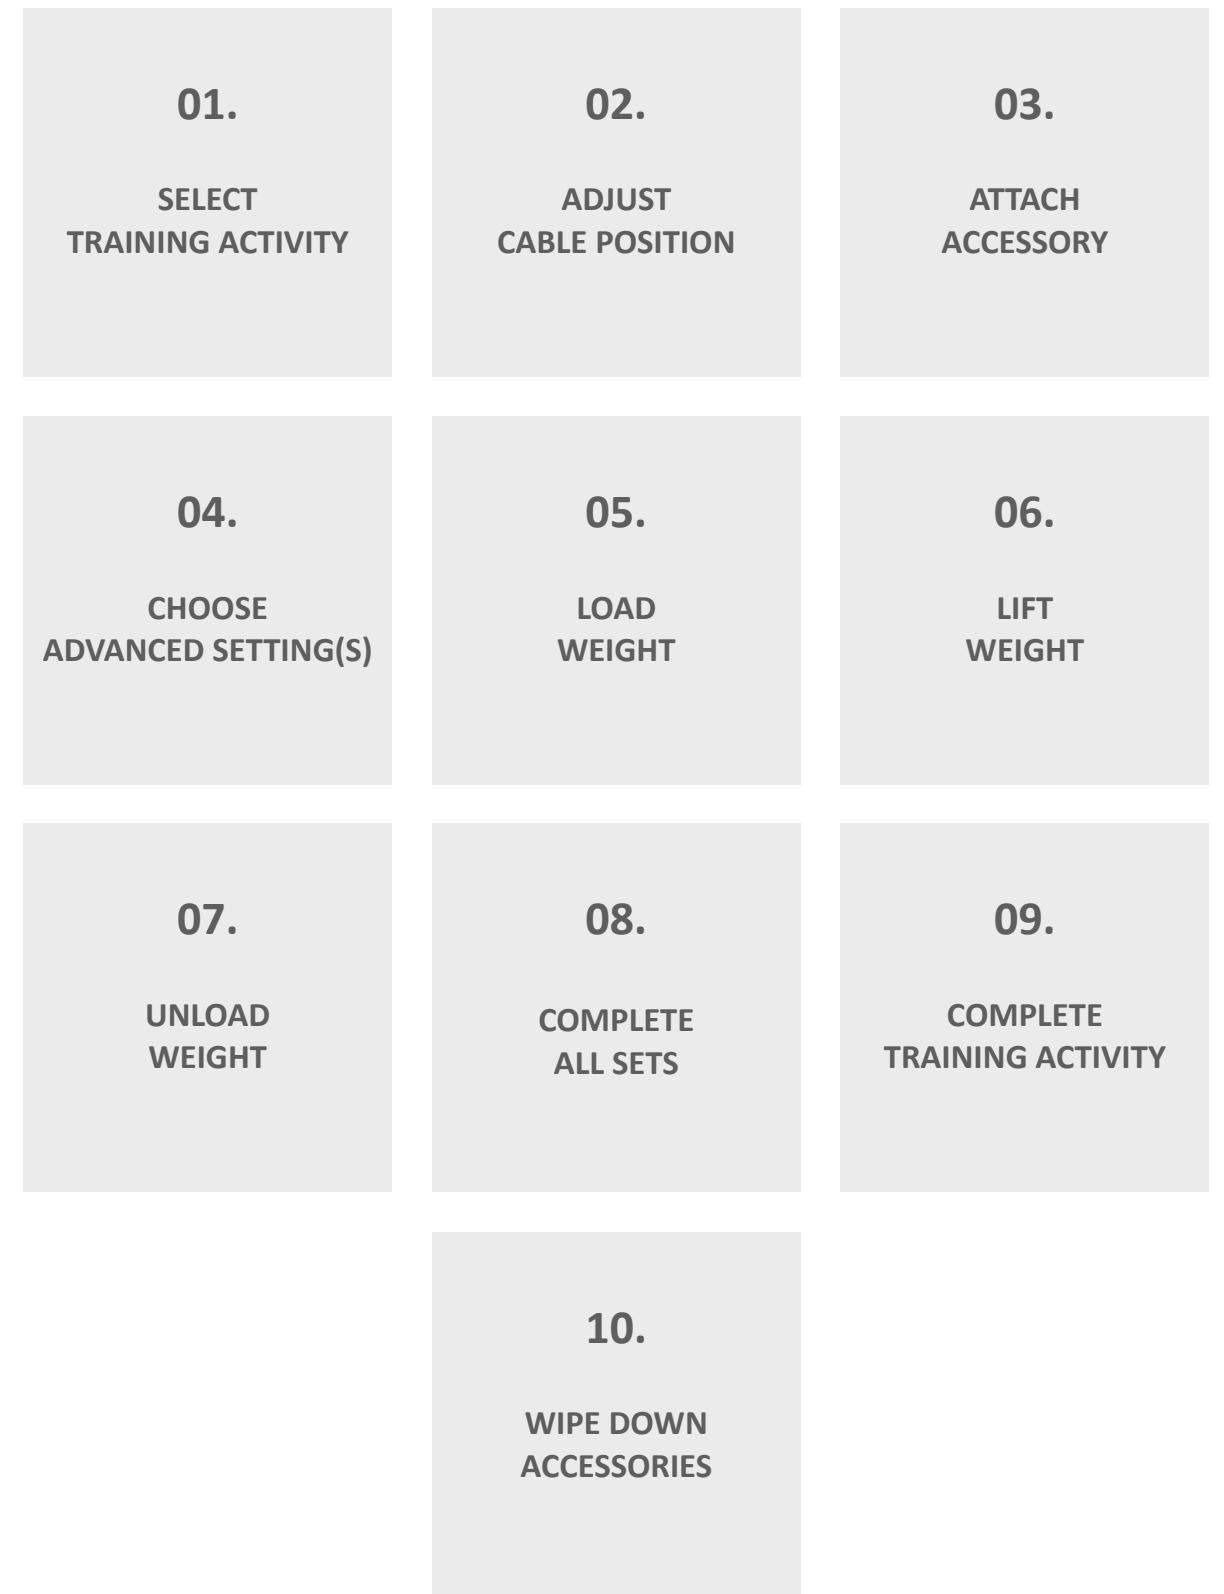 01.
SELECT
TRAINING ACTIVITY
02.
ADJUST
CABLE POSITION
03.
ATTACH
ACCESSORY
04.
CHOOSE
ADVANCED SETTING(S)
05.
LOAD
WEIGHT
06.
LIFT
WEIGHT
07.
UNLOAD
WEIGHT
08.
COMPLETE
ALL SETS
09.
COMPLETE
TRAINING ACTIVITY
10.
WIPE DOWN
ACCESSORIES